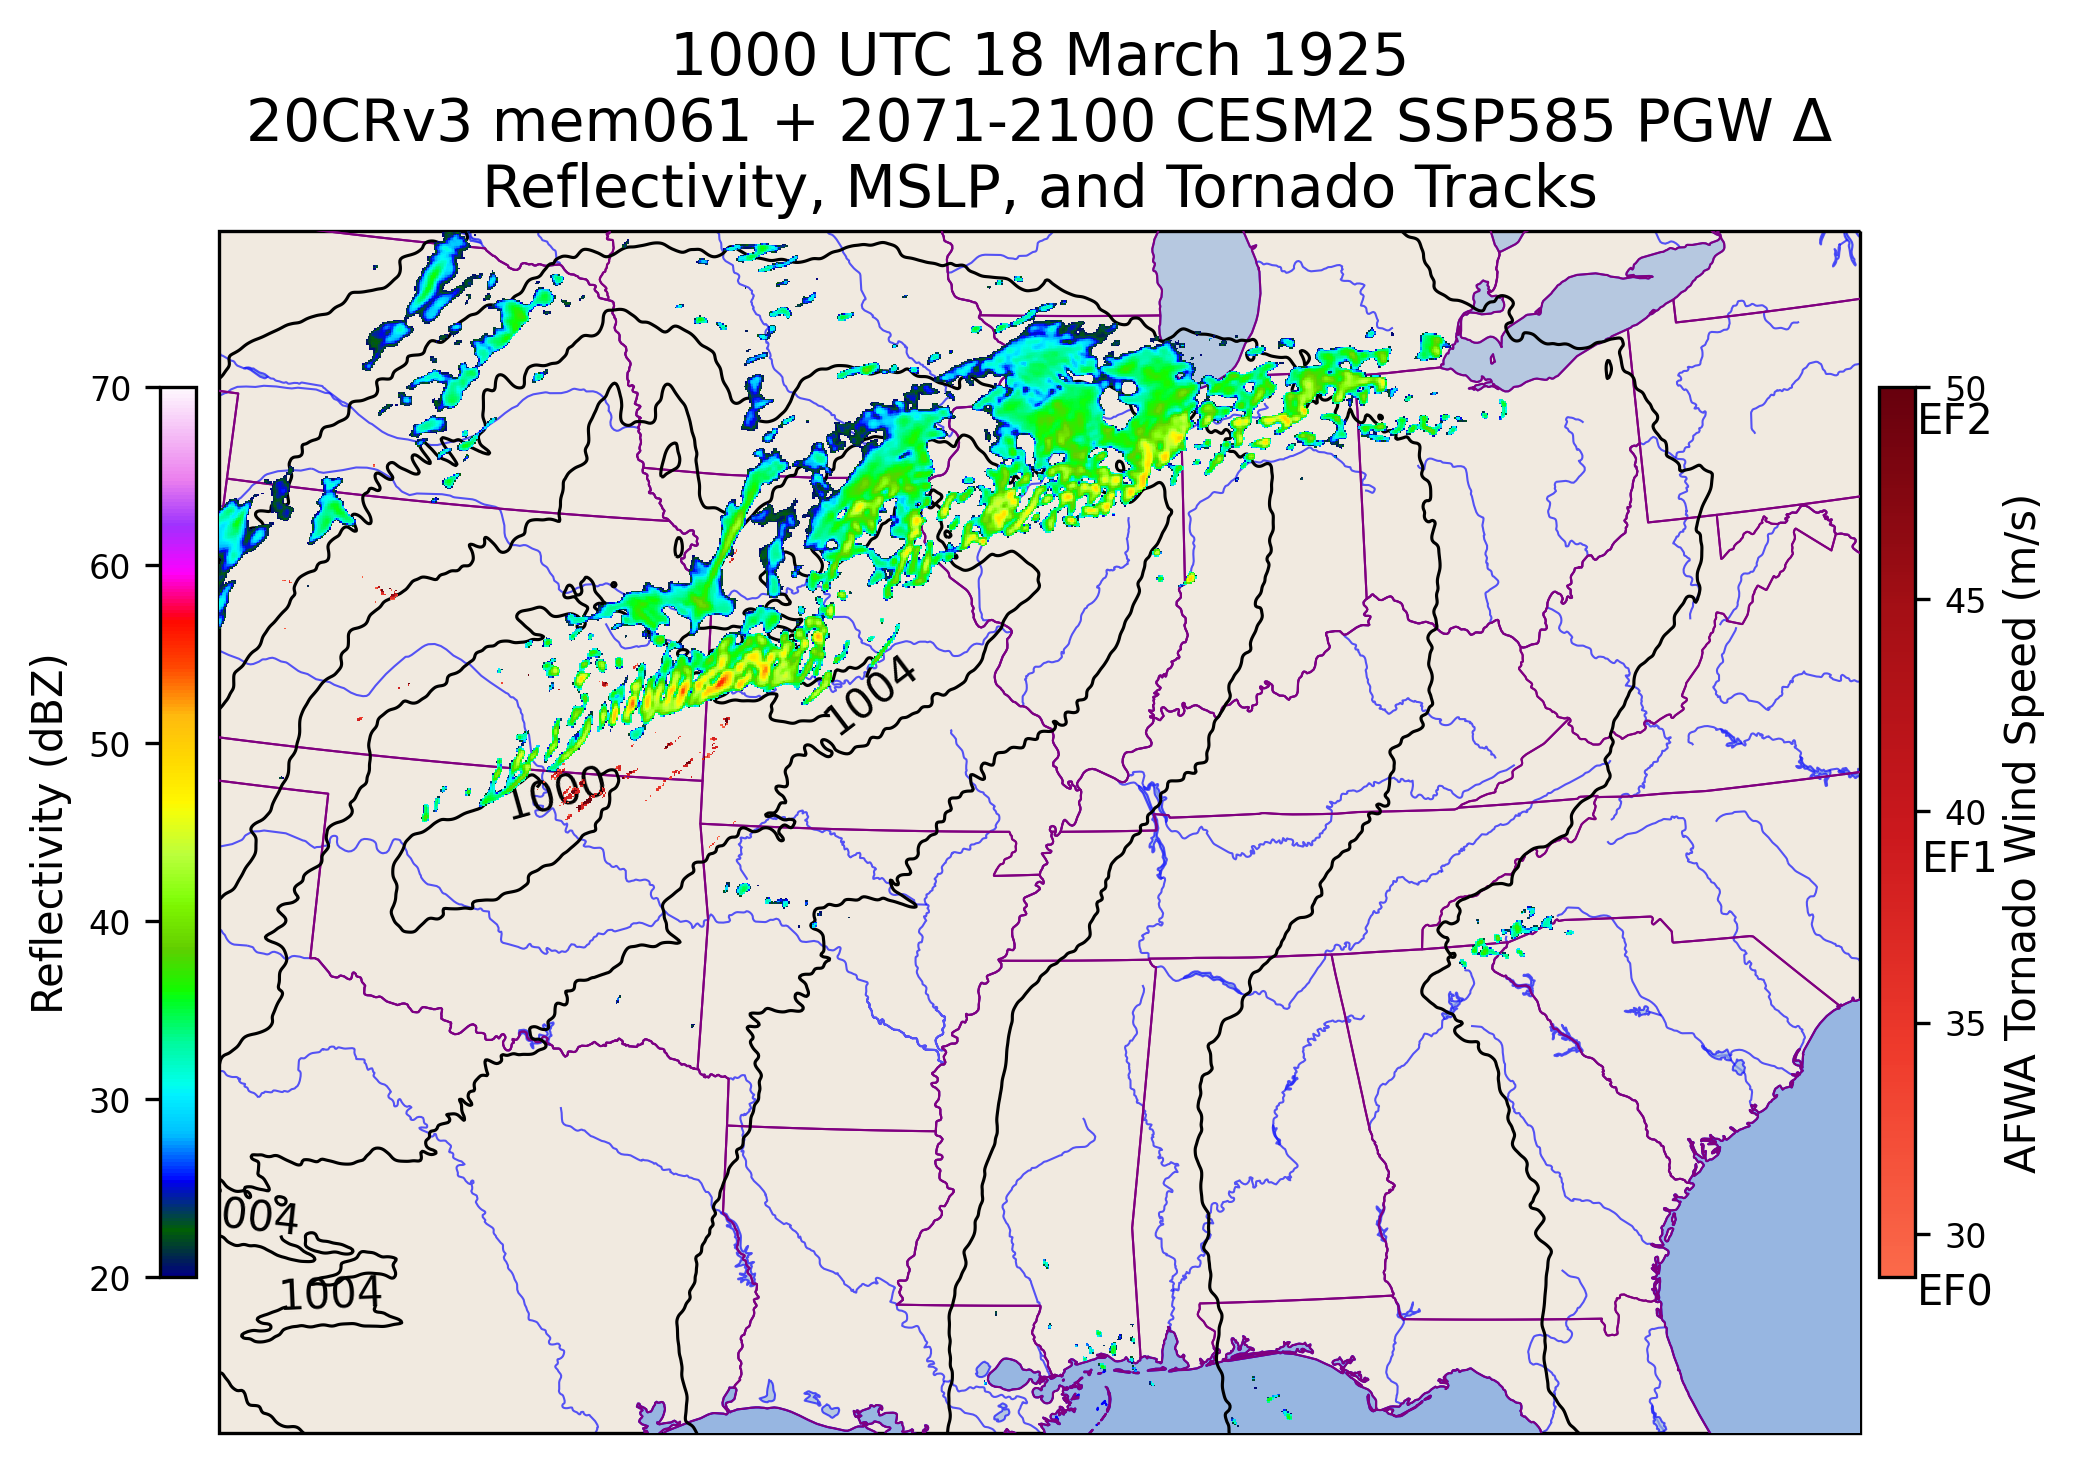 1000 UTC 18 March 1925
20CRv3 mem061 + 2071-2100 CESM2 SSP585 PGW Δ
Reflectivity, MSLP, and Tornado Tracks
Reflectivity (dBZ)
70
60
50
40
30
20
1004
1000
004
1004
50
EF2
45
40
EF1
35
30
EF0
AFWA Tornado Wind Speed (m/s)